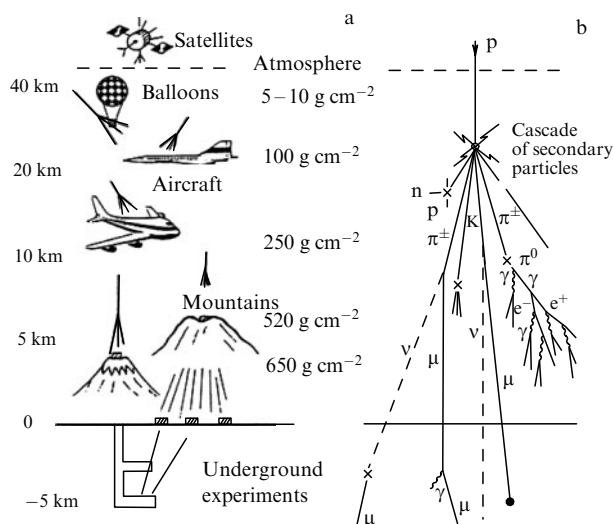 a
b
Satellites
p
Atmosphere
40 km
Balloons
5–10 g cm⁻²
Cascade
of secondary
particles
100 g cm⁻²
20 km
Aircraft
n
p
π±
K
π±
250 g cm⁻²
10 km
π⁰
γ
γ
Mountains
e⁻
e⁺
520 g cm⁻²
5 km
ν
μ
ν
γ
650 g cm⁻²
μ
0
Underground
experiments
γ
−5 km
μ
μ